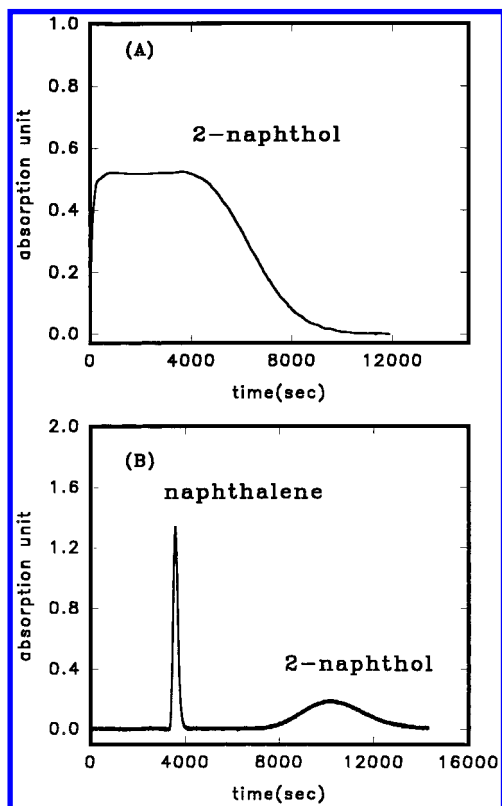 (A)
2-naphthol
absorption unit
1.0
0.8
0.6
0.4
0.2
0.0
0 4000 8000 12000
time(sec)
(B)
naphthalene
2-naphthol
absorption unit
2.0
1.6
1.2
0.8
0.4
0.0
0 4000 8000 12000 16000
time(sec)